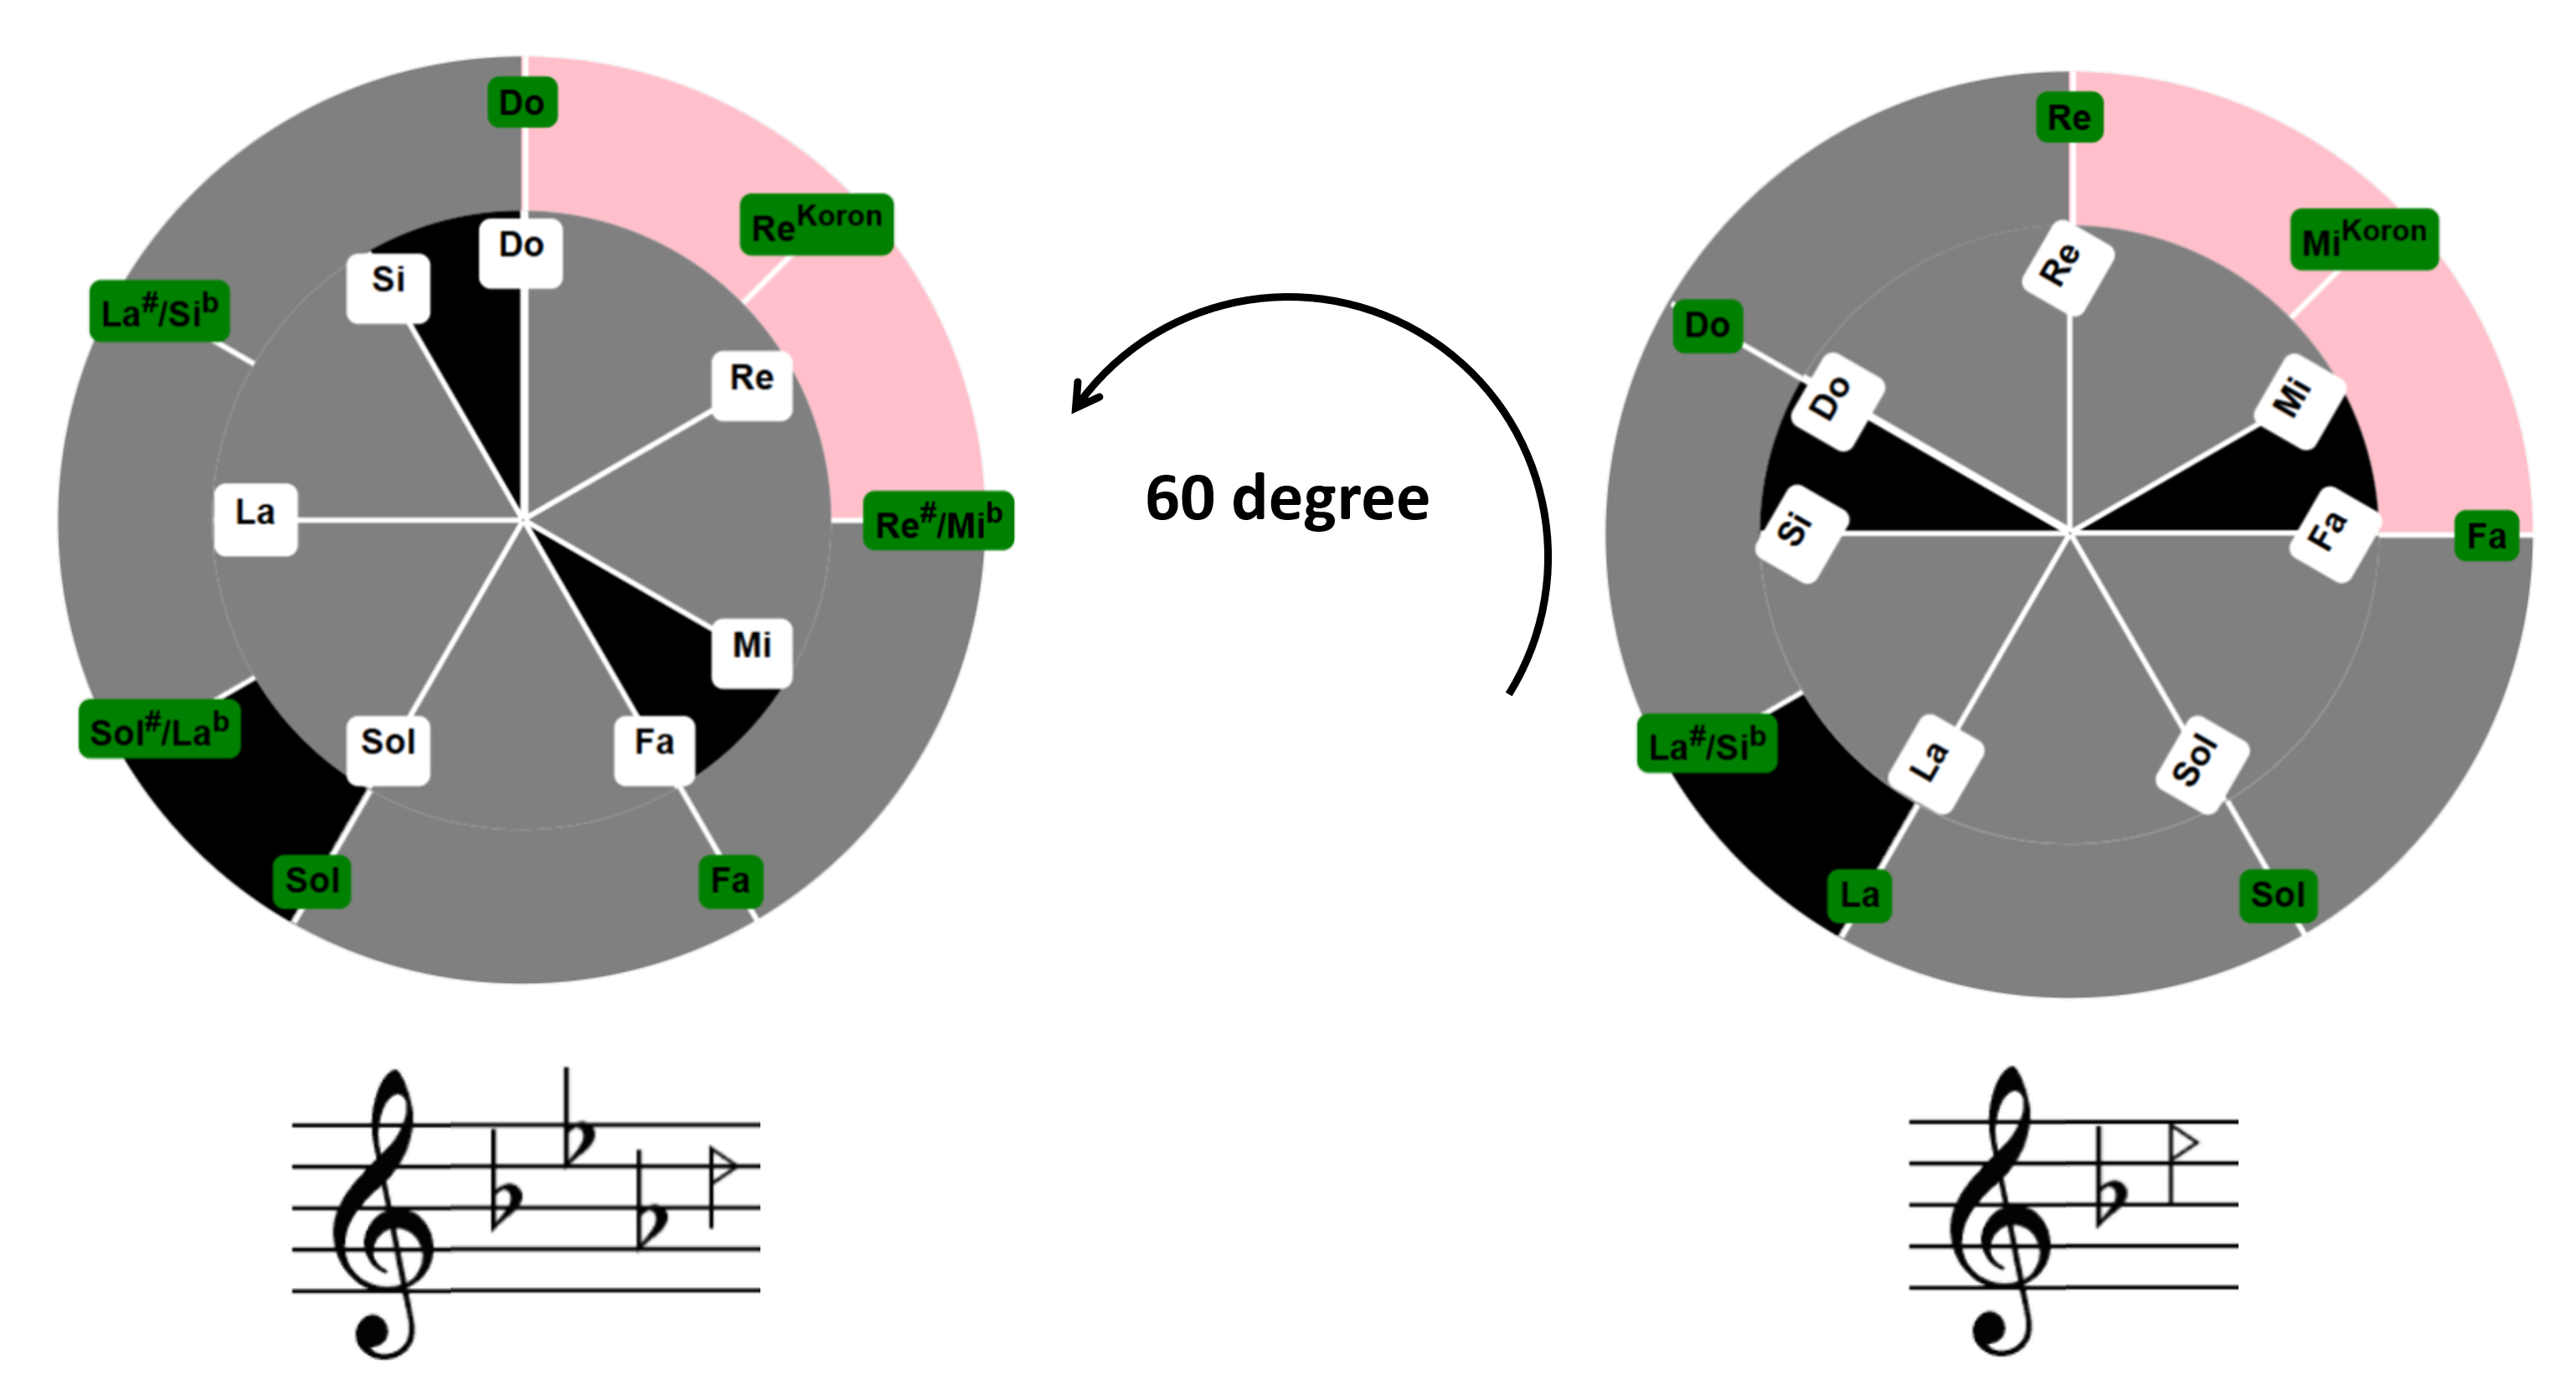 Do
Re^Koron
Re^#/Mi^b
Fa
Sol
Sol^#/La^b
La^#/Si^b
Do
Re
Mi
Fa
Sol
La
Si
60 degree
Re
Mi^Koron
Fa
Sol
La
La^#/Si^b
Do
Re
Mi
Fa
Sol
La
Si
Do